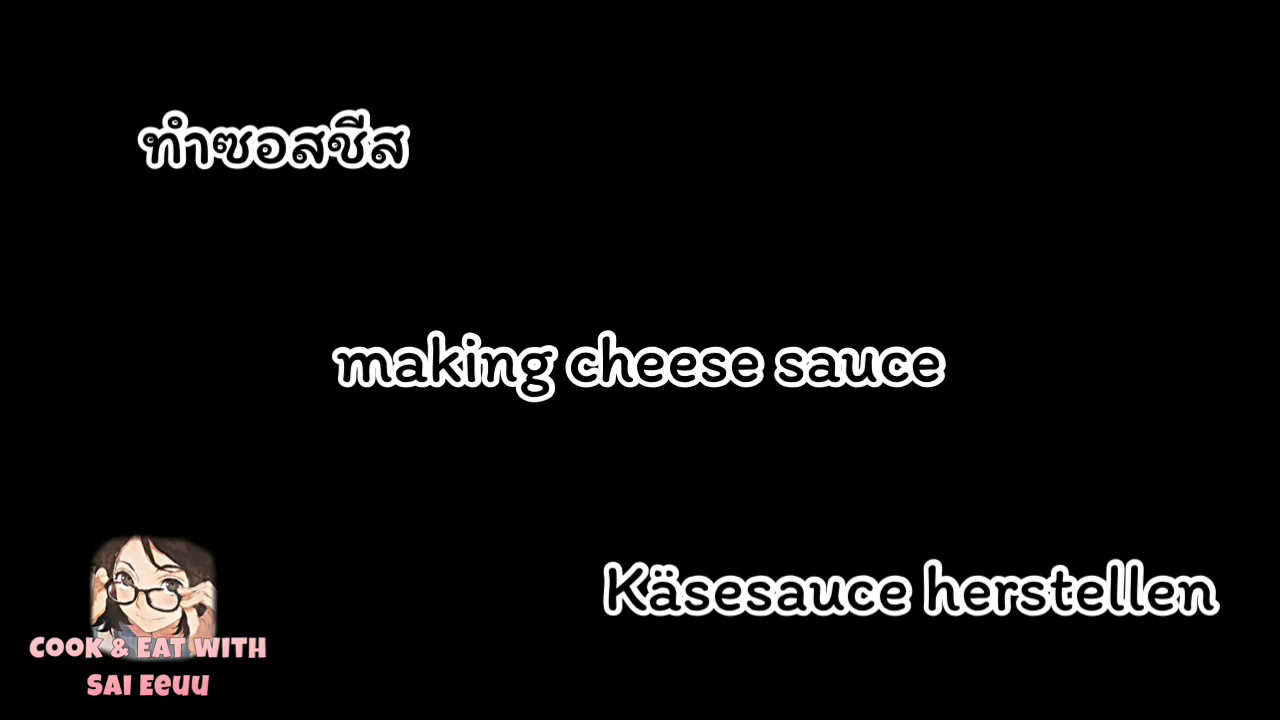 ทำซอสชีส
making cheese sauce
Käsesauce herstellen
COOK & EAT WITH
SAI EEUU